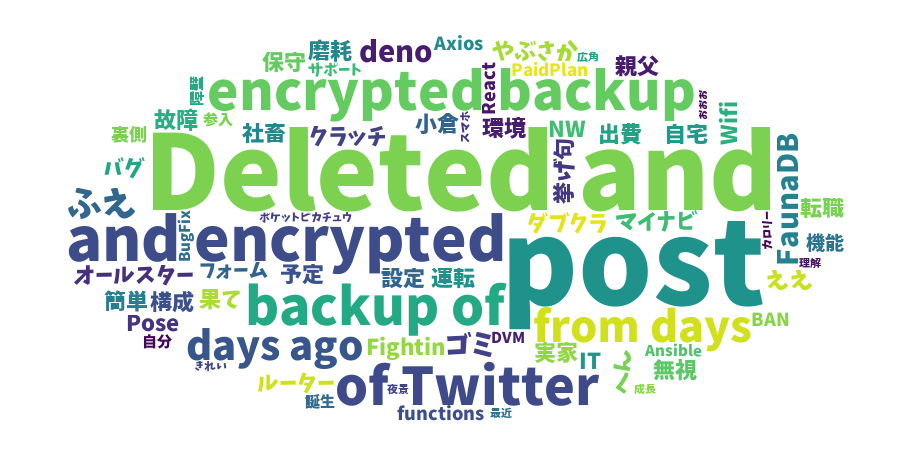 Axios
deno
やぶさか
広角
磨耗
保守
サポート
PaidPlan
親父
encrypted backup
React
障壁
おおお
Wifi
故障
参入
小倉
スマホ
環境
NW
出費
自宅
裏側
社畜
クラッチ
Deleted and
挙げ句
FaunaDB
バグ
ふえ
ポケットピカチュウ
ダブクラ
マイナビ
カロリー
転職
BugFix
and encrypted
post
機能
理解
オールスター
フォーム
予定
設定
運転
ええ
簡単
構成
果て
backup of
from days
BAN
Pose
自分
days ago
Fightin
ゴミ
DVM
実家
IT
Ansible
無視
きれい
ルーター
of Twitter
夜景
成長
誕生
functions
最近